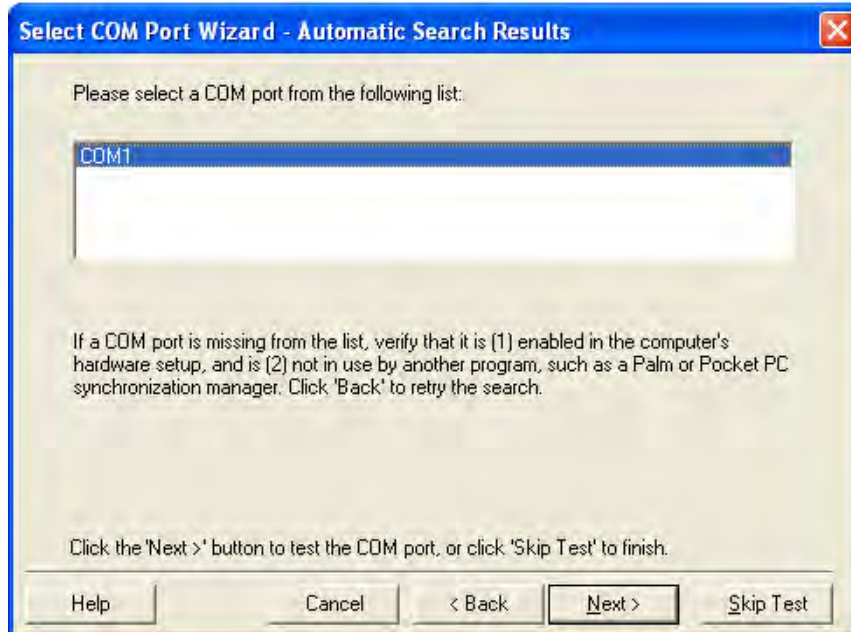 Select COM Port Wizard - Automatic Search Results
Please select a COM port from the following list:
COM1
If a COM port is missing from the list, verify that it is (1) enabled in the computer's
hardware setup, and is (2) not in use by another program, such as a Palm or Pocket PC
synchronization manager. Click 'Back' to retry the search.
Click the 'Next >' button to test the COM port, or click 'Skip Test' to finish.
Help Cancel < Back Next > Skip Test